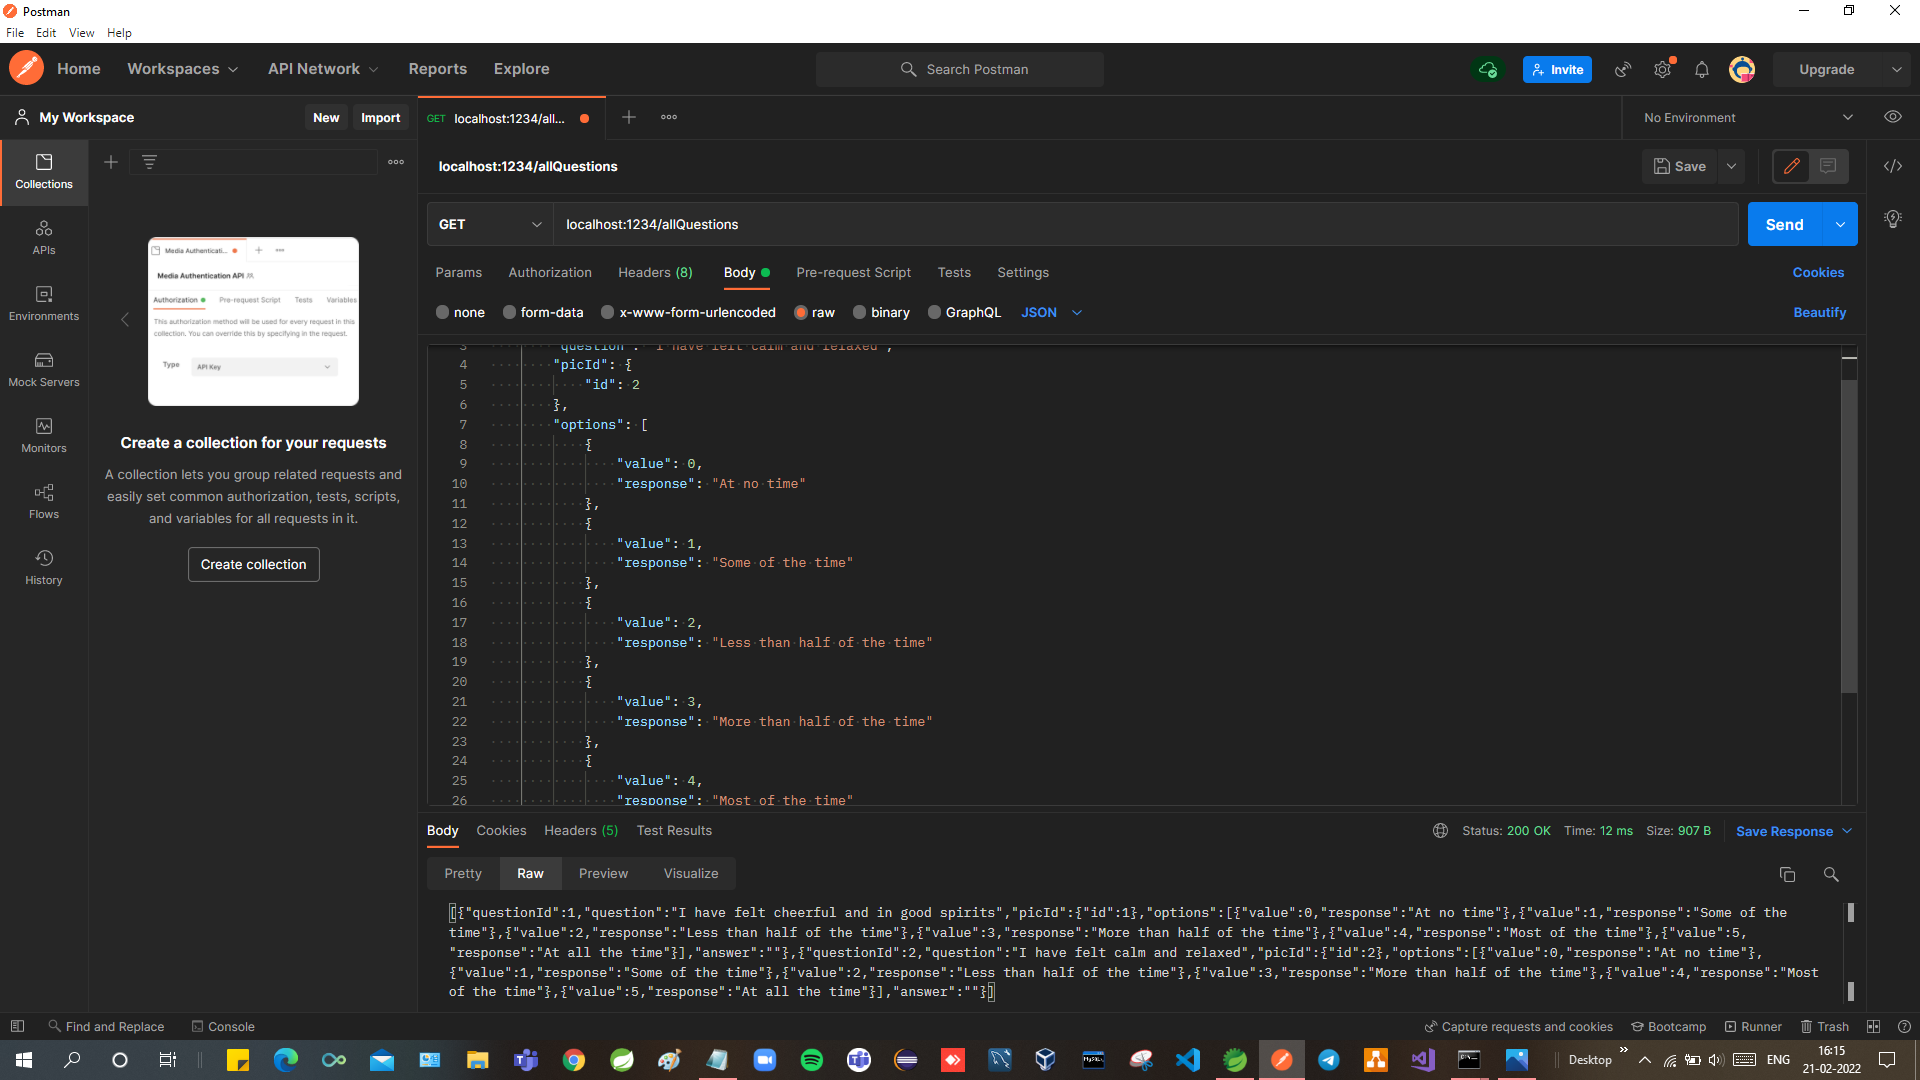 Postman
File Edit View Help
Home Workspaces API Network Reports Explore Search Postman Invite Upgrade
My Workspace New Import GET localhost:1234/all... No Environment
localhost:1234/allQuestions Save
Collections
GET localhost:1234/allQuestions Send
APIs
Params Authorization Headers (8) Body Pre-request Script Tests Settings Cookies
Environments
none form-data x-www-form-urlencoded raw binary GraphQL JSON Beautify
Mock Servers
Monitors
Flows
History
Media Authenticati...
Media Authentication API
Authorization Pre-request Script Tests Variables
This authorization method will be used for every request in this
collection. You can override this by specifying in the request.
Type API Key
Create a collection for your requests
A collection lets you group related requests and
easily set common authorization, tests, scripts,
and variables for all requests in it.
Create collection
3 "question": "I have felt calm and relaxed",
4 "picId": {
5 "id": 2
6 },
7 "options": [
8 {
9 "value": 0,
10 "response": "At no time"
11 },
12 {
13 "value": 1,
14 "response": "Some of the time"
15 },
16 {
17 "value": 2,
18 "response": "Less than half of the time"
19 },
20 {
21 "value": 3,
22 "response": "More than half of the time"
23 },
24 {
25 "value": 4,
26 "response": "Most of the time"
Body Cookies Headers (5) Test Results Status: 200 OK Time: 12 ms Size: 907 B Save Response
Pretty Raw Preview Visualize
[{"questionId":1,"question":"I have felt cheerful and in good spirits","picId":{"id":1},"options":[{"value":0,"response":"At no time"},{"value":1,"response":"Some of the
time"},{"value":2,"response":"Less than half of the time"},{"value":3,"response":"More than half of the time"},{"value":4,"response":"Most of the time"},{"value":5,
"response":"At all the time"}],"answer":""},{"questionId":2,"question":"I have felt calm and relaxed","picId":{"id":2},"options":[{"value":0,"response":"At no time"},
{"value":1,"response":"Some of the time"},{"value":2,"response":"Less than half of the time"},{"value":3,"response":"More than half of the time"},{"value":4,"response":"Most
of the time"},{"value":5,"response":"At all the time"}],"answer":""}]
Find and Replace Console Capture requests and cookies Bootcamp Runner Trash
Desktop ENG 16:15
21-02-2022